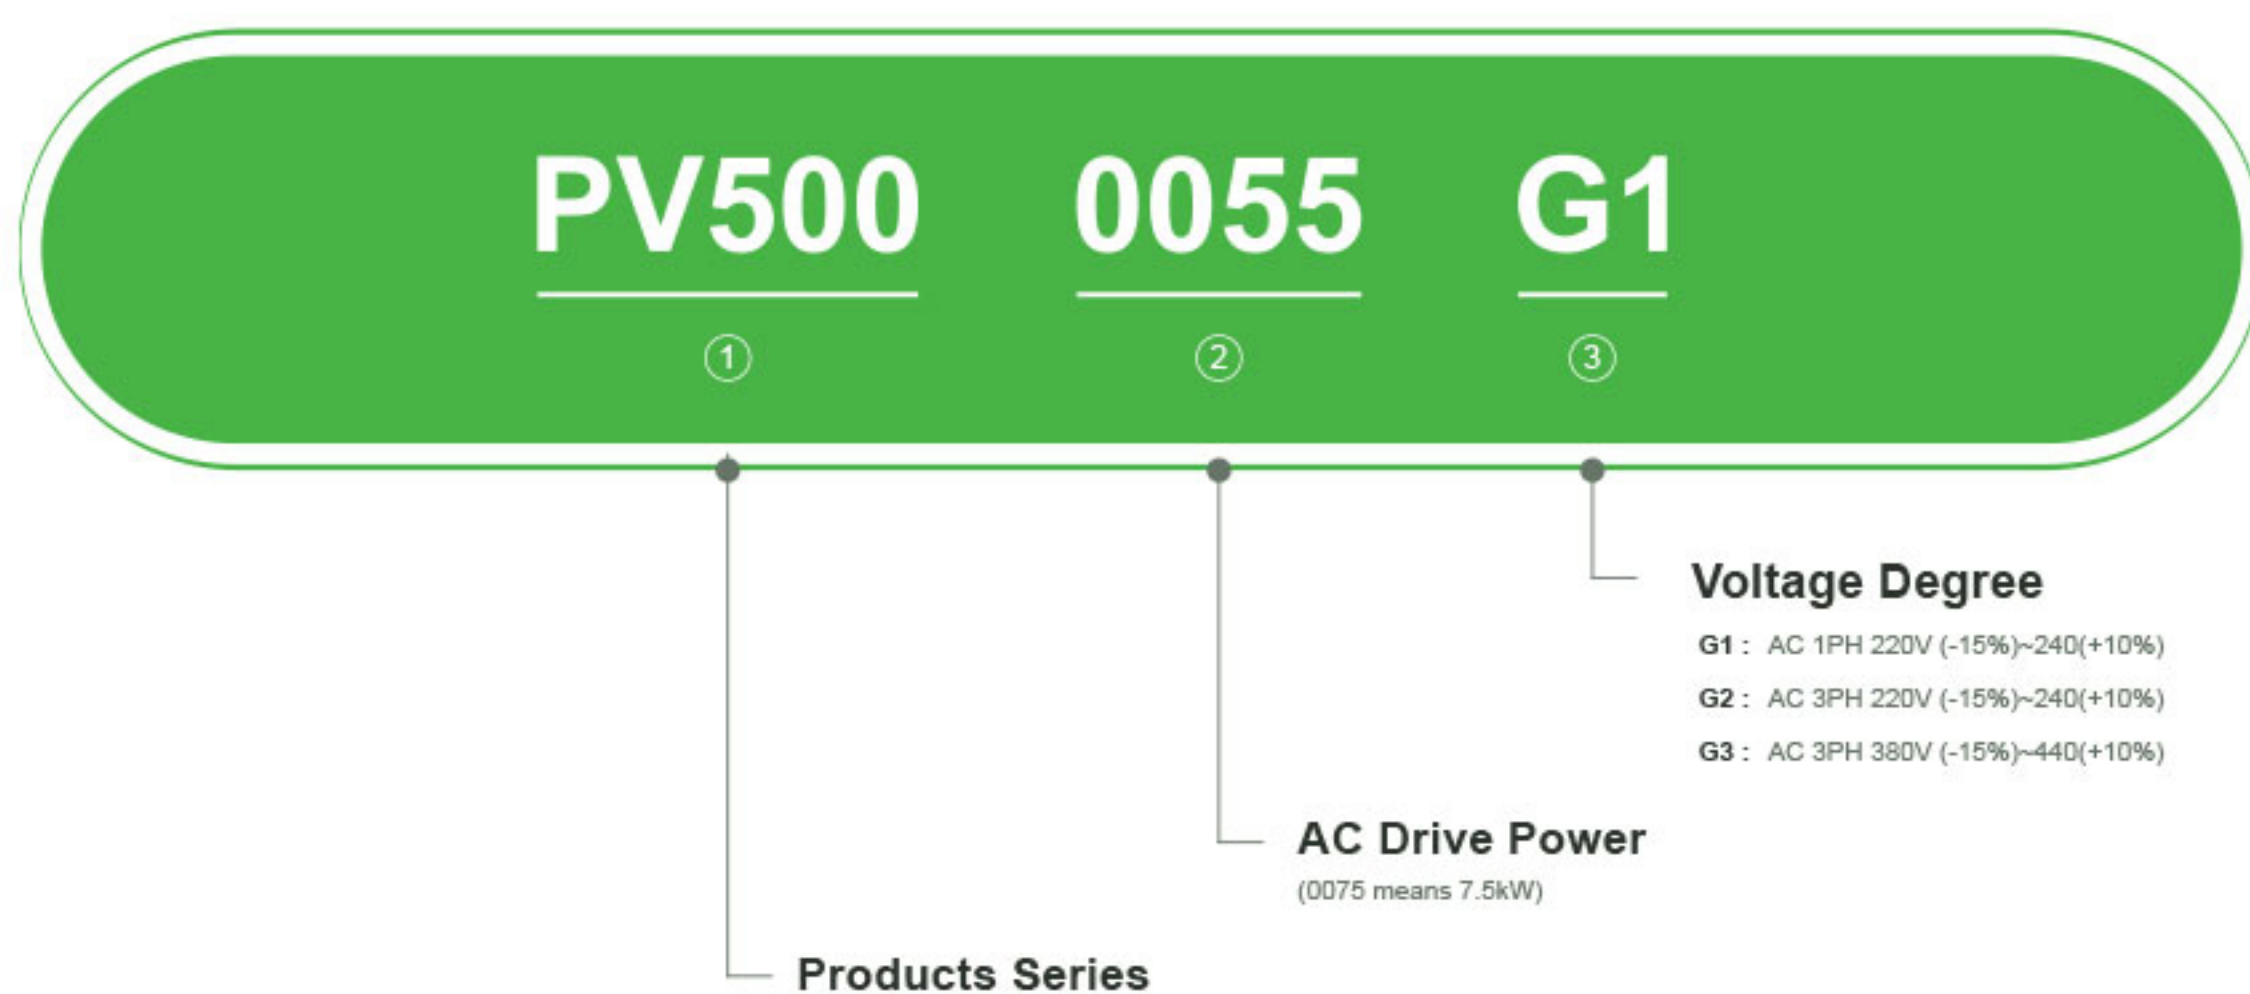 PV500 0055 G1
① ② ③
Voltage Degree
G1 : AC 1PH 220V (-15%)~240(+10%)
G2 : AC 3PH 220V (-15%)~240(+10%)
G3 : AC 3PH 380V (-15%)~440(+10%)
AC Drive Power
(0075 means 7.5kW)
Products Series